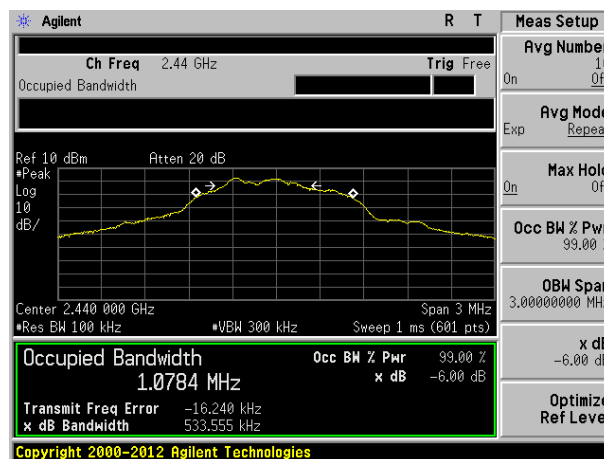 Agilent R T Meas Setup
Avg Number
10
On Off
Ch Freq 2.44 GHz Trig Free
Occupied Bandwidth
Avg Mode
Exp Repeat
Ref 10 dBm Atten 20 dB
#Peak
Log
10
dB/
Max Hold
On Off
Occ BW % Pwr
99.00 %
OBW Span
3.00000000 MHz
Center 2.440 000 GHz Span 3 MHz
#Res BW 100 kHz #VBW 300 kHz Sweep 1 ms (601 pts)
Occupied Bandwidth Occ BW % Pwr 99.00 %
1.0784 MHz x dB -6.00 dB
Transmit Freq Error -16.240 kHz
x dB Bandwidth 533.555 kHz
x dB
-6.00 dB
Optimize
Ref Level
Copyright 2000-2012 Agilent Technologies